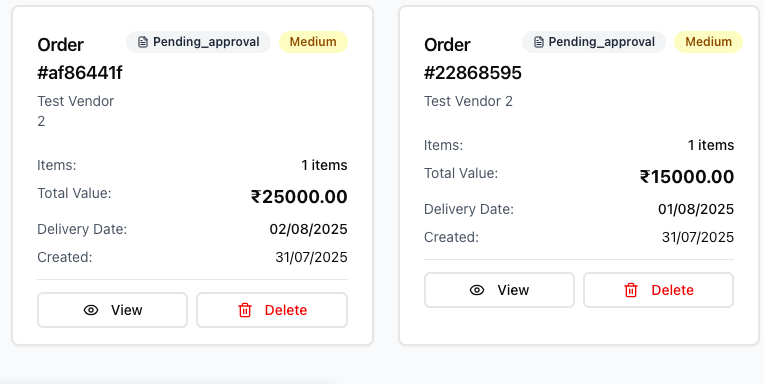 Order
#af86441f
Pending_approval
Medium
Test Vendor
2
Items:
1 items
Total Value:
₹25000.00
Delivery Date:
02/08/2025
Created:
31/07/2025
View
Delete
Order
#22868595
Pending_approval
Medium
Test Vendor 2
Items:
1 items
Total Value:
₹15000.00
Delivery Date:
01/08/2025
Created:
31/07/2025
View
Delete